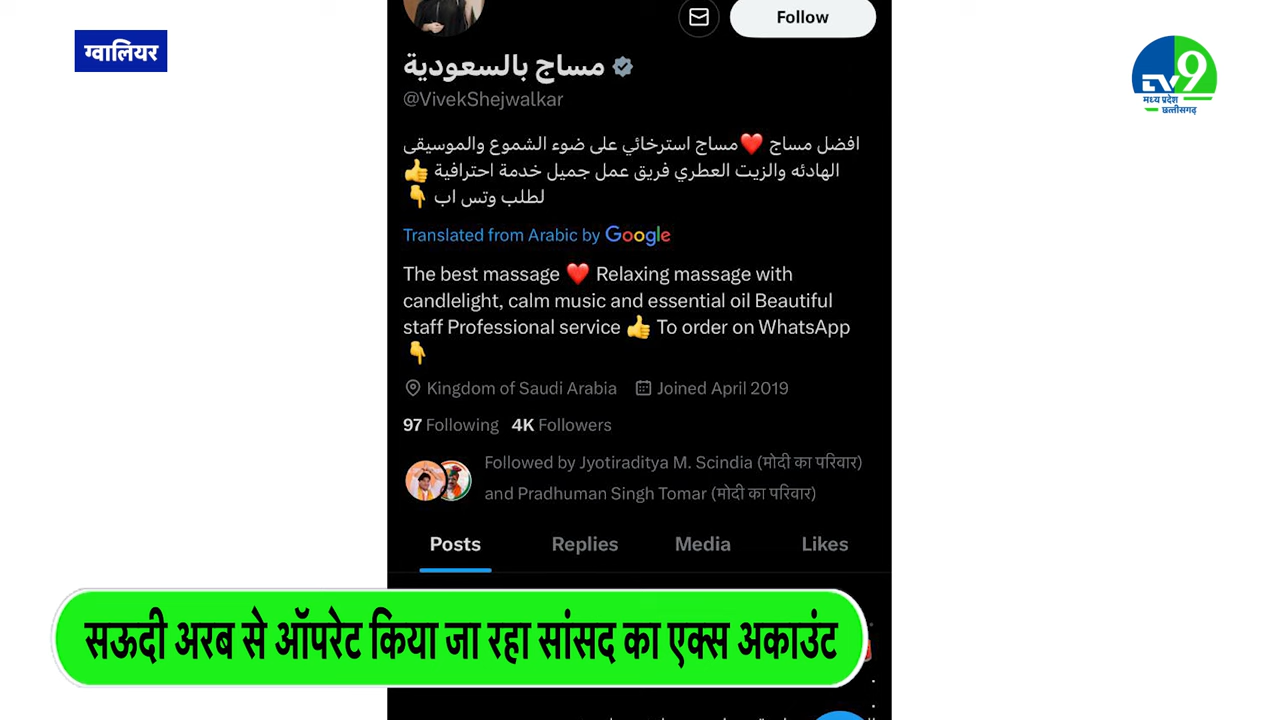 ग्वालियर
Follow
TV9
मध्य प्रदेश
छत्तीसगढ़
مساج بالسعودية
@VivekShejwalkar
افضل مساج ❤️مساج استرخائي على ضوء الشموع والموسيقى
الهادئه والزيت العطري فريق عمل جميل خدمة احترافية 👍
لطلب وتس اب 👇
Translated from Arabic by Google
The best massage ❤️ Relaxing massage with
candlelight, calm music and essential oil Beautiful
staff Professional service 👍 To order on WhatsApp
👇
Kingdom of Saudi Arabia Joined April 2019
97 Following 4K Followers
Followed by Jyotiraditya M. Scindia (मोदी का परिवार)
and Pradhuman Singh Tomar (मोदी का परिवार)
Posts Replies Media Likes
सऊदी अरब से ऑपरेट किया जा रहा सांसद का एक्स अकाउंट